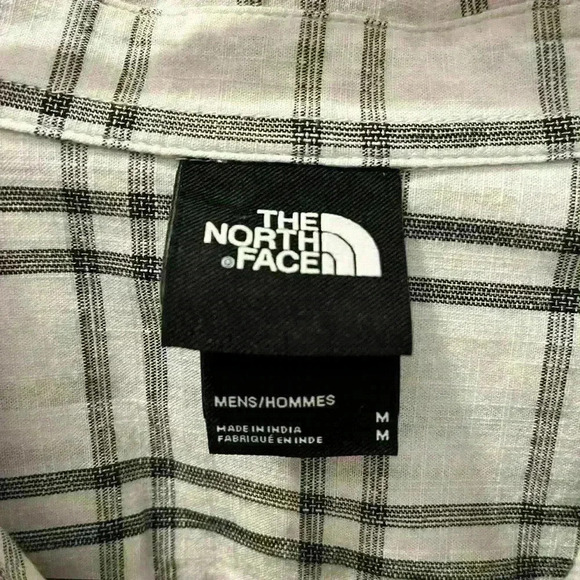 THE
NORTH
®FACE
MENS/HOMMES
M
MADE IN INDIA
FABRIQUÉ EN INDE
M